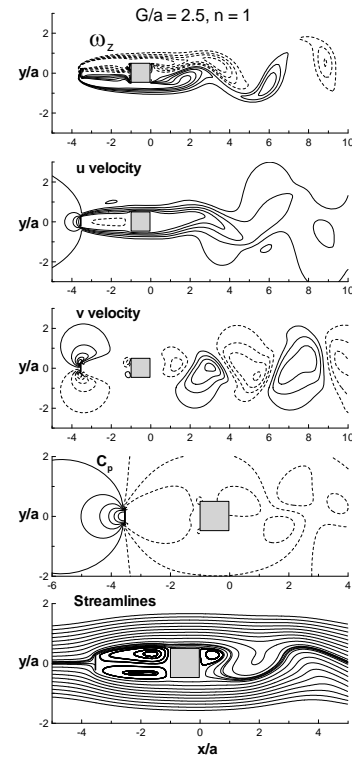 G/a = 2.5, n = 1
ω_z
y/a
2
0
-2
-4 -2 0 2 4 6 8 10
u velocity
y/a
2
0
-2
-4 -2 0 2 4 6 8 10
v velocity
y/a
2
0
-2
-4 -2 0 2 4 6 8 10
C_p
y/a
2
0
-2
-6 -4 -2 0 2 4
Streamlines
y/a
2
0
-2
-4 -2 0 2 4
x/a